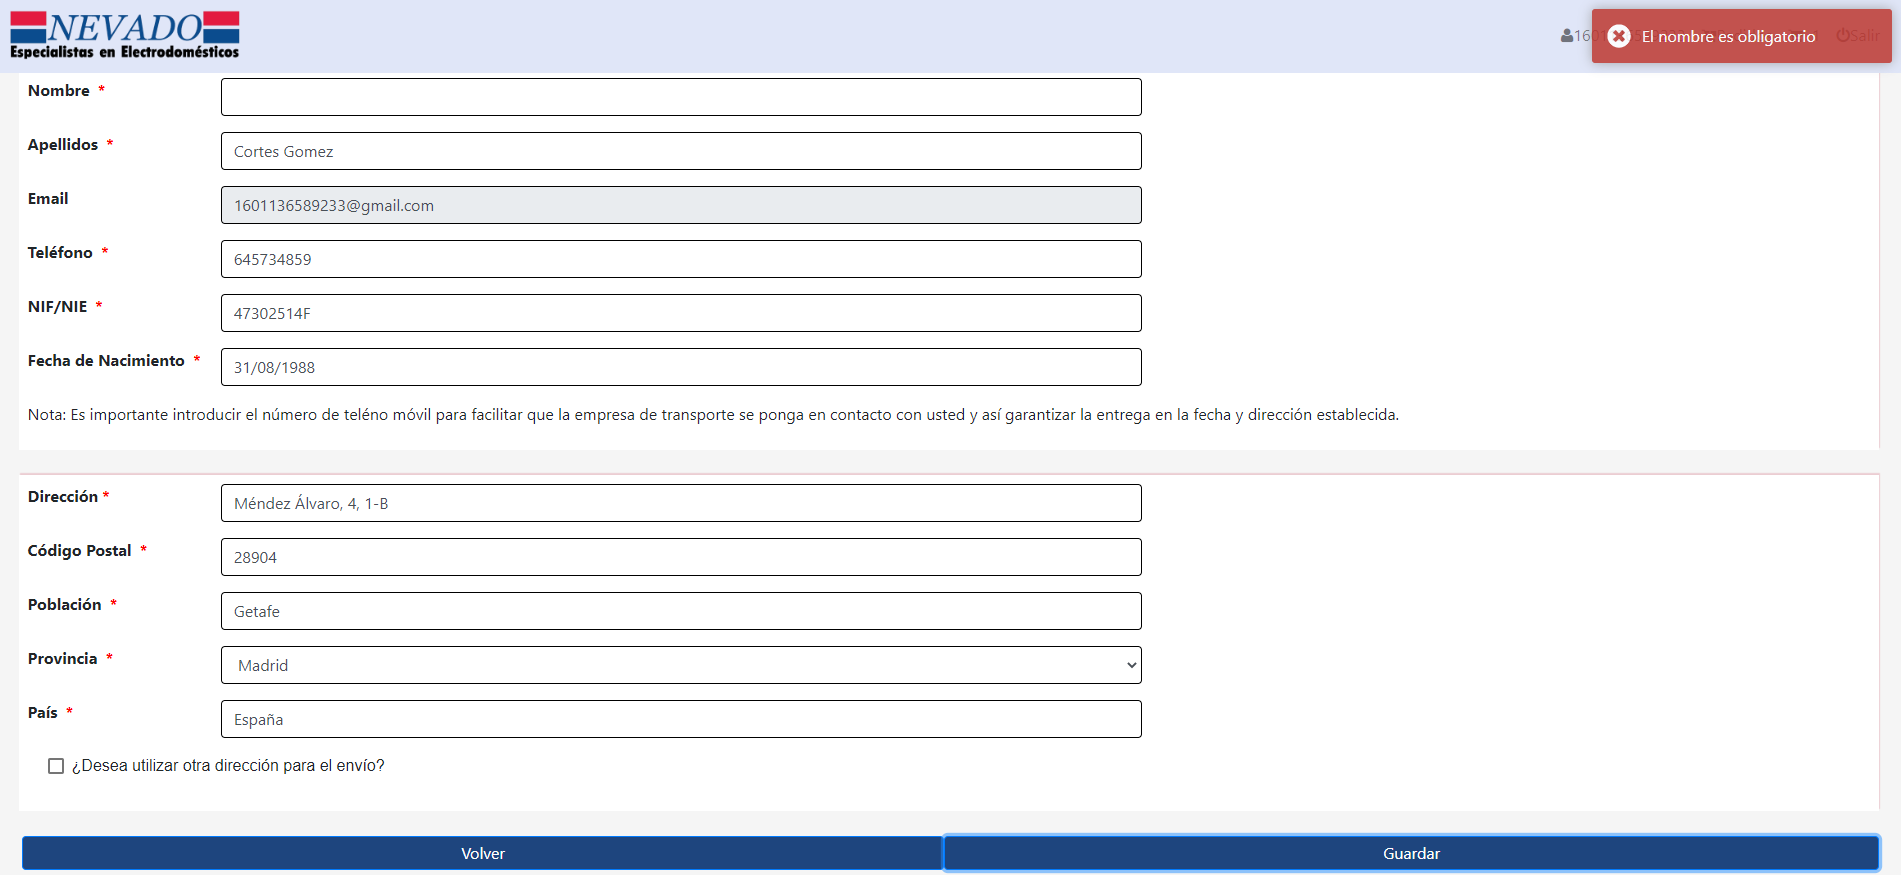 NEVADO
Especialistas en Electrodomésticos
El nombre es obligatorio
Salir
Nombre *
Apellidos * Cortes Gomez
Email 1601136589233@gmail.com
Teléfono * 645734859
NIF/NIE * 47302514F
Fecha de Nacimiento * 31/08/1988
Nota: Es importante introducir el número de teléno móvil para facilitar que la empresa de transporte se ponga en contacto con usted y así garantizar la entrega en la fecha y dirección establecida.
Dirección * Méndez Álvaro, 4, 1-B
Código Postal * 28904
Población * Getafe
Provincia * Madrid
País * España
¿Desea utilizar otra dirección para el envío?
Volver Guardar